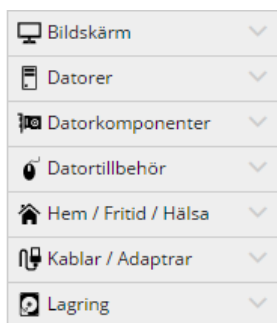 Bildskärm
Datorer
Datorkomponenter
Datortillbehör
Hem / Fritid / Hälsa
Kablar / Adaptrar
Lagring